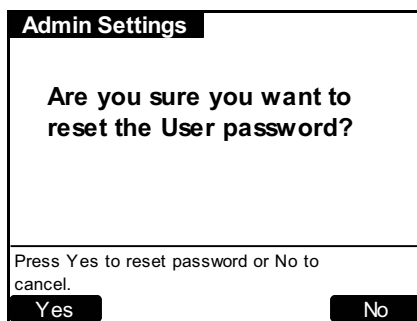 Admin Settings
Are you sure you want to
reset the User password?
Press Yes to reset password or No to
cancel.
Yes
No